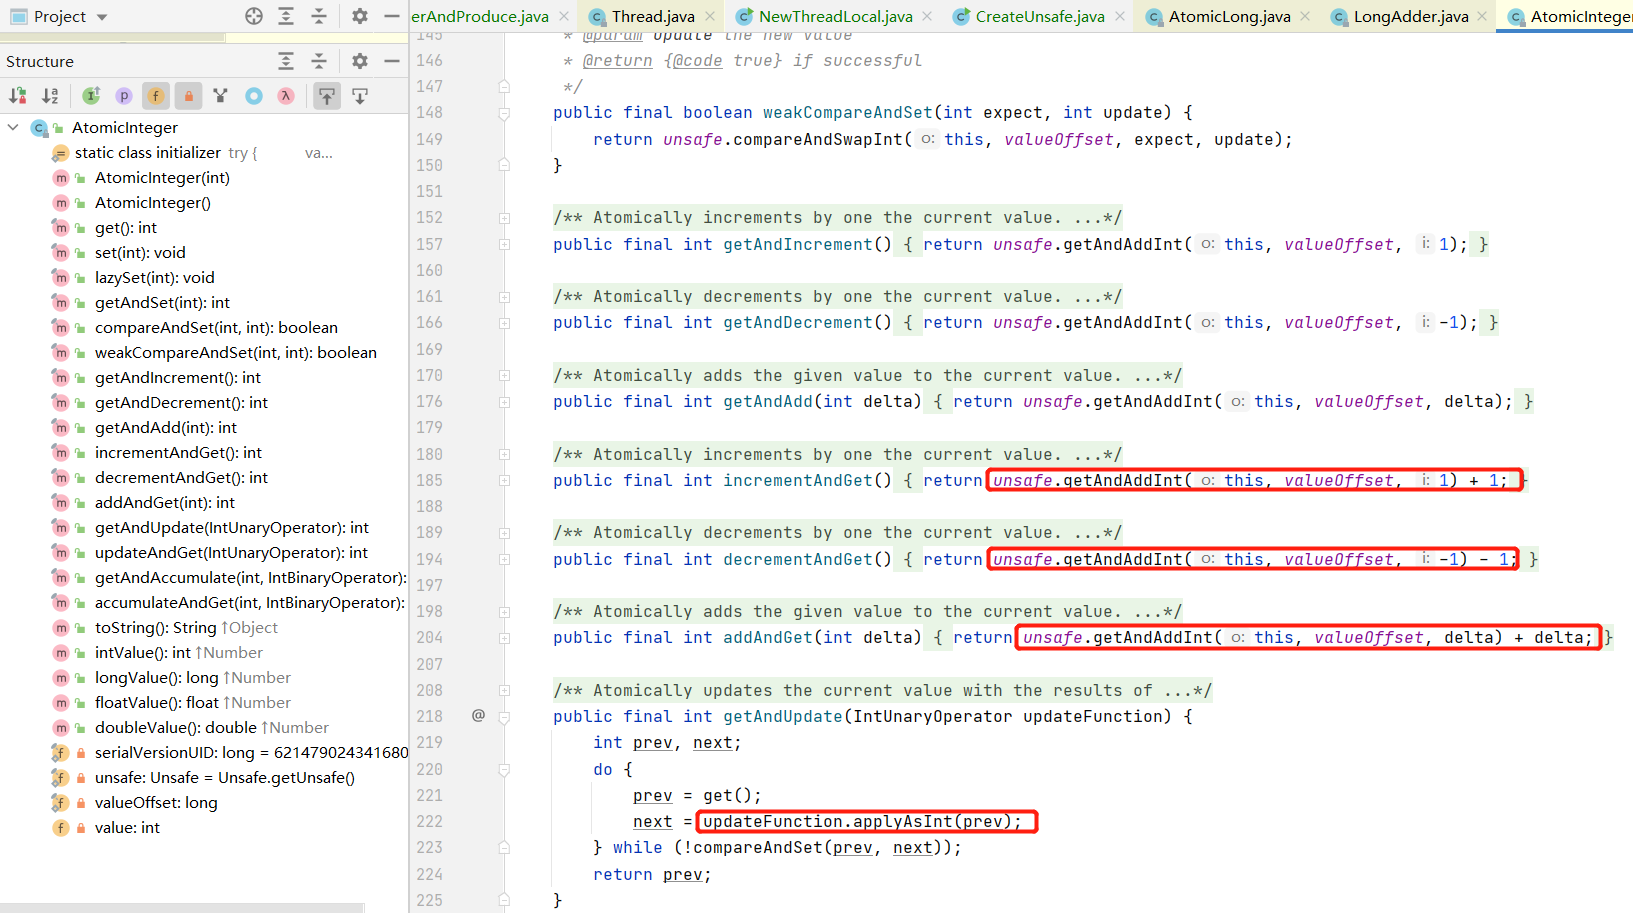 Project
erAndProduce.java
Thread.java
NewThreadLocal.java
CreateUnsafe.java
AtomicLong.java
LongAdder.java
AtomicInteger
Structure
AtomicInteger
static class initializer try { va...
AtomicInteger(int)
AtomicInteger()
get(): int
set(int): void
lazySet(int): void
getAndSet(int): int
compareAndSet(int, int): boolean
weakCompareAndSet(int, int): boolean
getAndIncrement(): int
getAndDecrement(): int
getAndAdd(int): int
incrementAndGet(): int
decrementAndGet(): int
addAndGet(int): int
getAndUpdate(IntUnaryOperator): int
updateAndGet(IntUnaryOperator): int
getAndAccumulate(int, IntBinaryOperator):
accumulateAndGet(int, IntBinaryOperator):
toString(): String ↑Object
intValue(): int ↑Number
longValue(): long ↑Number
floatValue(): float ↑Number
doubleValue(): double ↑Number
serialVersionUID: long = 621479024341680
unsafe: Unsafe = Unsafe.getUnsafe()
valueOffset: long
value: int
145 * @param update the new value
146 * @return {@code true} if successful
147 */
148 public final boolean weakCompareAndSet(int expect, int update) {
149 return unsafe.compareAndSwapInt( o: this, valueOffset, expect, update);
150 }
151
152 /** Atomically increments by one the current value. ...*/
157 public final int getAndIncrement() { return unsafe.getAndAddInt( o: this, valueOffset, i: 1); }
160
161 /** Atomically decrements by one the current value. ...*/
166 public final int getAndDecrement() { return unsafe.getAndAddInt( o: this, valueOffset, i: -1); }
169
170 /** Atomically adds the given value to the current value. ...*/
176 public final int getAndAdd(int delta) { return unsafe.getAndAddInt( o: this, valueOffset, delta); }
179
180 /** Atomically increments by one the current value. ...*/
185 public final int incrementAndGet() { return unsafe.getAndAddInt( o: this, valueOffset, i: 1) + 1; }
188
189 /** Atomically decrements by one the current value. ...*/
194 public final int decrementAndGet() { return unsafe.getAndAddInt( o: this, valueOffset, i: -1) - 1; }
197
198 /** Atomically adds the given value to the current value. ...*/
204 public final int addAndGet(int delta) { return unsafe.getAndAddInt( o: this, valueOffset, delta) + delta; }
207
208 /** Atomically updates the current value with the results of ...*/
218 @ public final int getAndUpdate(IntUnaryOperator updateFunction) {
219 int prev, next;
220 do {
221 prev = get();
222 next = updateFunction.applyAsInt(prev);
223 } while (!compareAndSet(prev, next));
224 return prev;
225 }